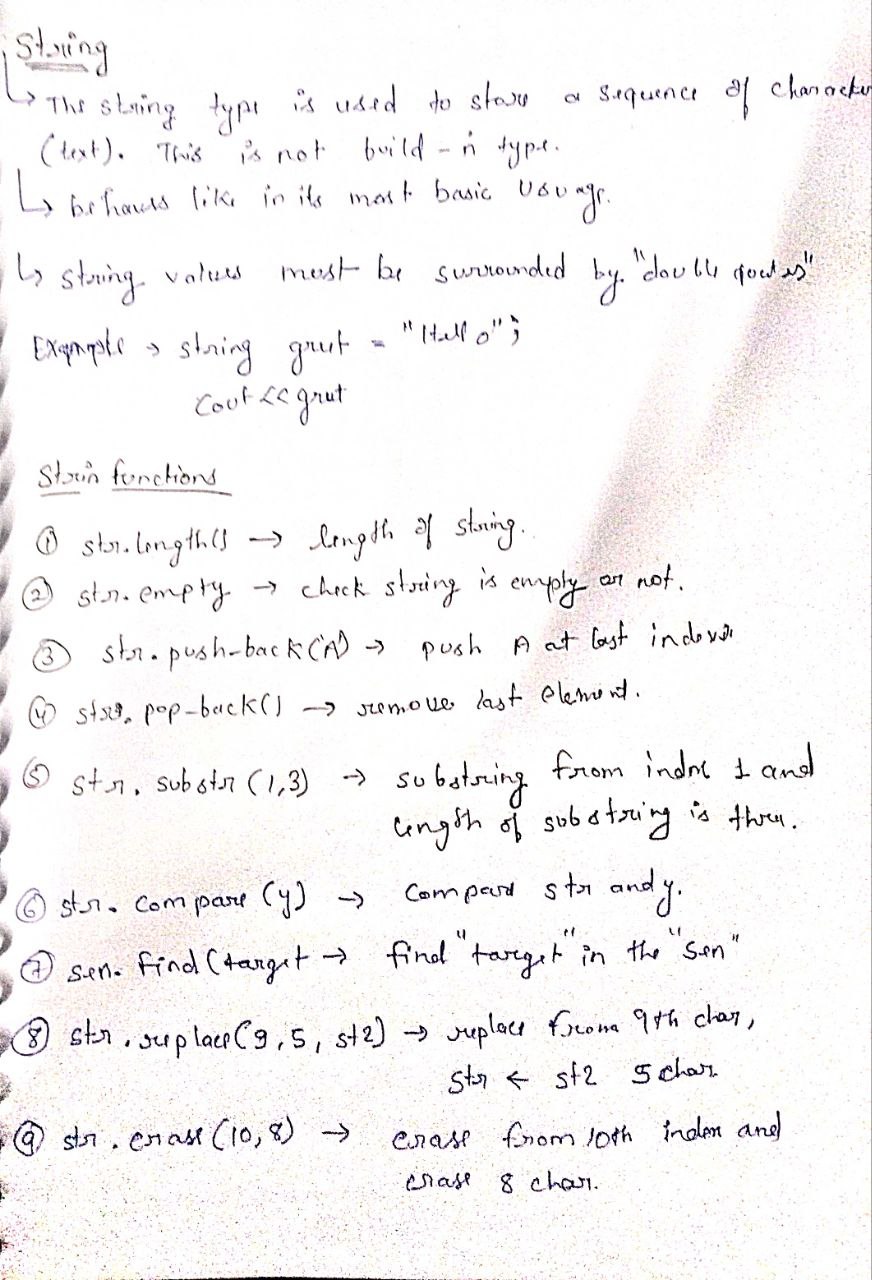 String
↳ The string type is used to store a sequence of character
(text). This is not build-in type.
↳ behaves like in its most basic usuage.
↳ string values most be surrounded by "double qoutes"
Example → string greet = "Hello";
cout << greet
Strin functions
① str.length() → length of string.
② str.empty → check string is empty or not.
③ str.push-back('A') → push A at last index
④ str.pop-back() → remove last element.
⑤ str.substr(1,3) → substring from index 1 and
length of substring is three.
⑥ str.compare(y) → compare str and y.
⑦ sen.find(target → find "target" in the "sen"
⑧ str.replace(9,5,st2) → replace from 9th char,
str ← st2 5 char
⑨ str.erase(10,8) → erase from 10th index and
erase 8 char.